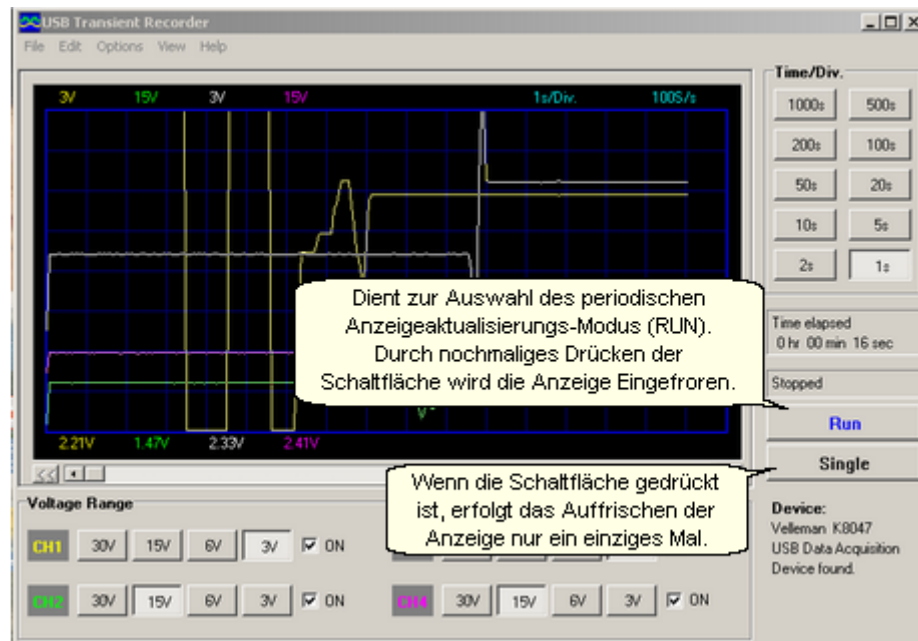 USB Transient Recorder
File Edit Options View Help
3V 15V 3V 15V 1s/Div. 100S/s
Time/Div.
1000s 500s
200s 100s
50s 20s
10s 5s
2s 1s
Dient zur Auswahl des periodischen
Anzeigeaktualisierungs-Modus (RUN).
Durch nochmaliges Drücken der
Schaltfläche wird die Anzeige Eingefroren.
Time elapsed
0 hr 00 min 16 sec
Stopped
Run
Single
2.21V 1.47V 2.33V 2.41V
Wenn die Schaltfläche gedrückt
ist, erfolgt das Auffrischen der
Anzeige nur ein einziges Mal.
Voltage Range
CH1 30V 15V 6V 3V ON
CH2 30V 15V 6V 3V ON
CH4 30V 15V 6V 3V ON
Device:
Velleman K8047
USB Data Acquisition
Device found.